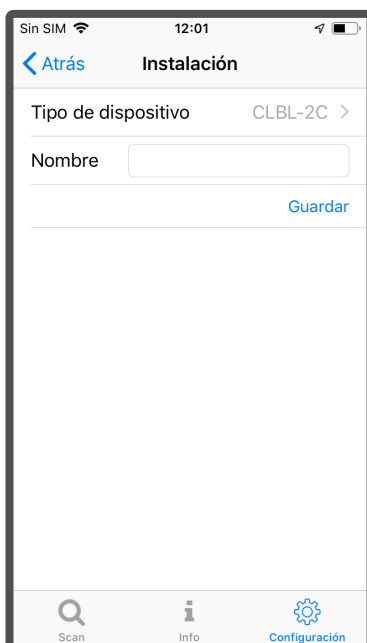 Sin SIM 12:01
Atrás Instalación
Tipo de dispositivo CLBL-2C
Nombre
Guardar
Scan Info Configuración